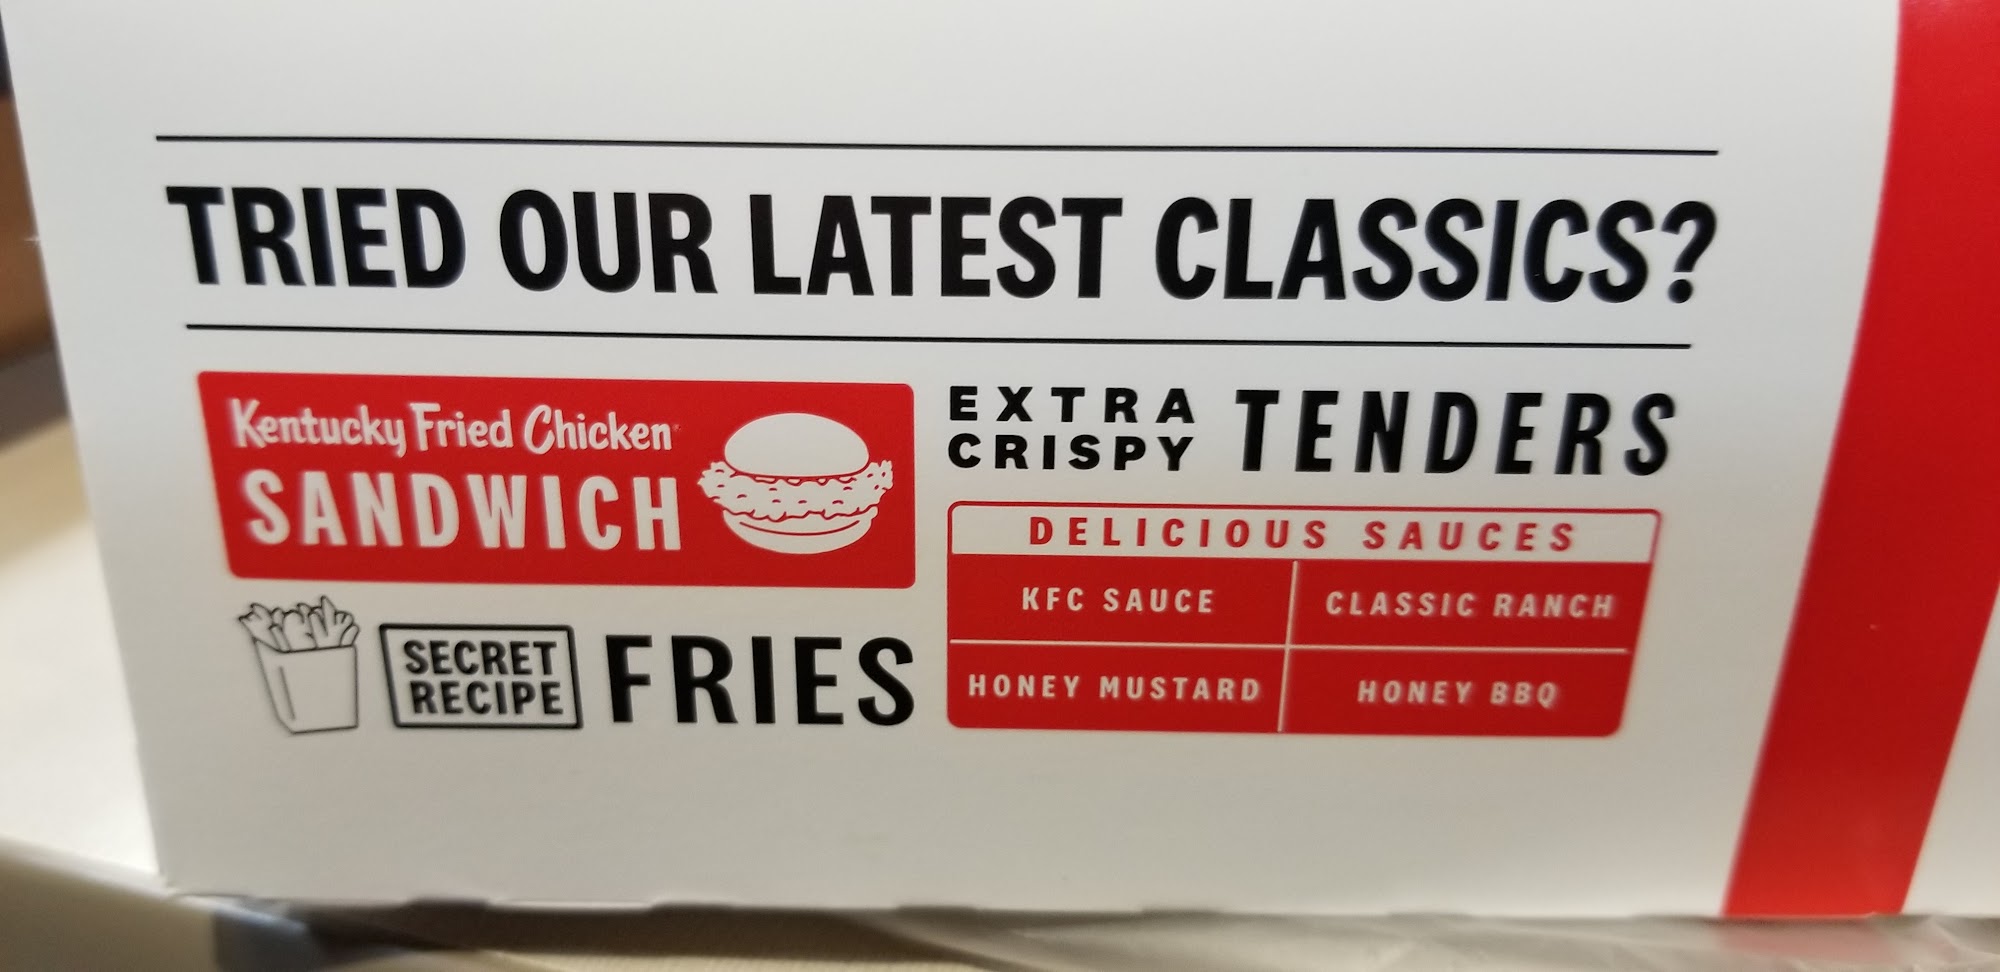 TRIED OUR LATEST CLASSICS?
Kentucky Fried Chicken
SANDWICH
SECRET
RECIPE
FRIES
EXTRA
CRISPY
TENDERS
DELICIOUS SAUCES
KFC SAUCE
CLASSIC RANCH
HONEY MUSTARD
HONEY BBQ